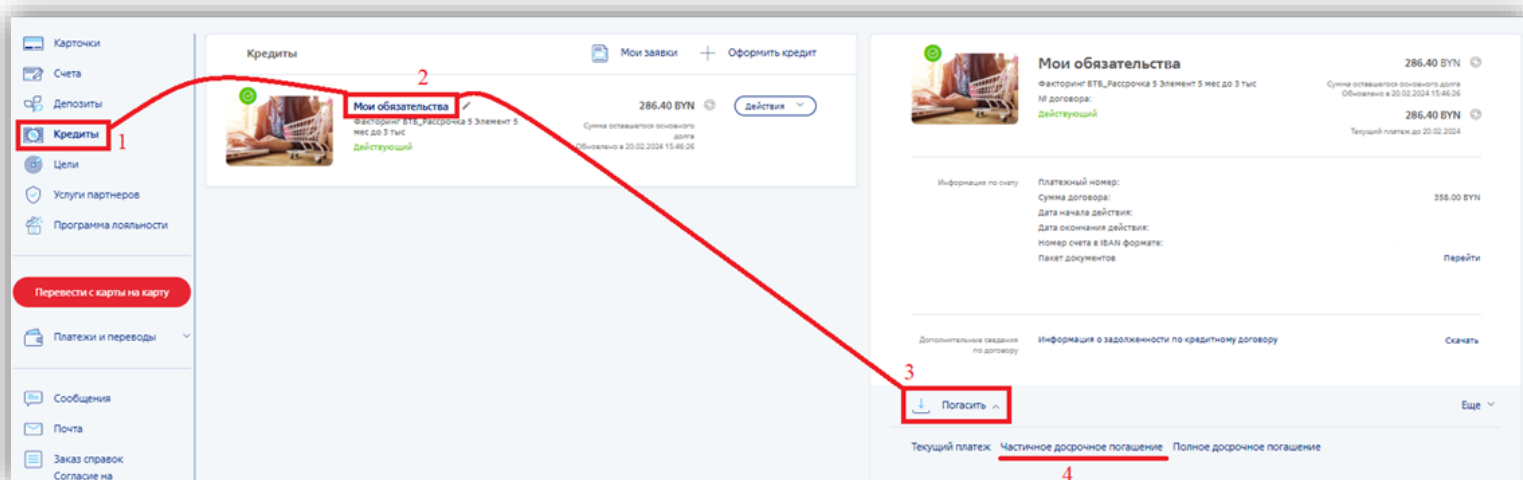 Карточки
Счета
Депозиты
Кредиты
1
Цели
Услуги партнеров
Программа лояльности
Перевести с карты на карту
Платежи и переводы
Сообщения
Почта
Заказ справок
Согласие на
Кредиты
Мои заявки
Оформить кредит
2
Мои обязательства
Факторинг ВТБ_Рассрочка 5 Элемент 5
мес до 3 тыс
Действующий
286.40 BYN
Сумма оставшегося основного
долга
Обновлено в 20.02.2024 15:46:26
Действия
Мои обязательства
Факторинг ВТБ_Рассрочка 5 Элемент 5 мес до 3 тыс
№ договора:
Действующий
286.40 BYN
Сумма оставшегося основного долга
Обновлено в 20.02.2024 15:46:26
286.40 BYN
Текущий платеж до 20.02.2024
Информация по счету
Платежный номер:
Сумма договора: 358.00 BYN
Дата начала действия:
Дата окончания действия:
Номер счета в IBAN формате:
Пакет документов Перейти
Дополнительные сведения
по договору
Информация о задолженности по кредитному договору Скачать
3
Погасить
Еще
Текущий платеж Частичное досрочное погашение Полное досрочное погашение
4